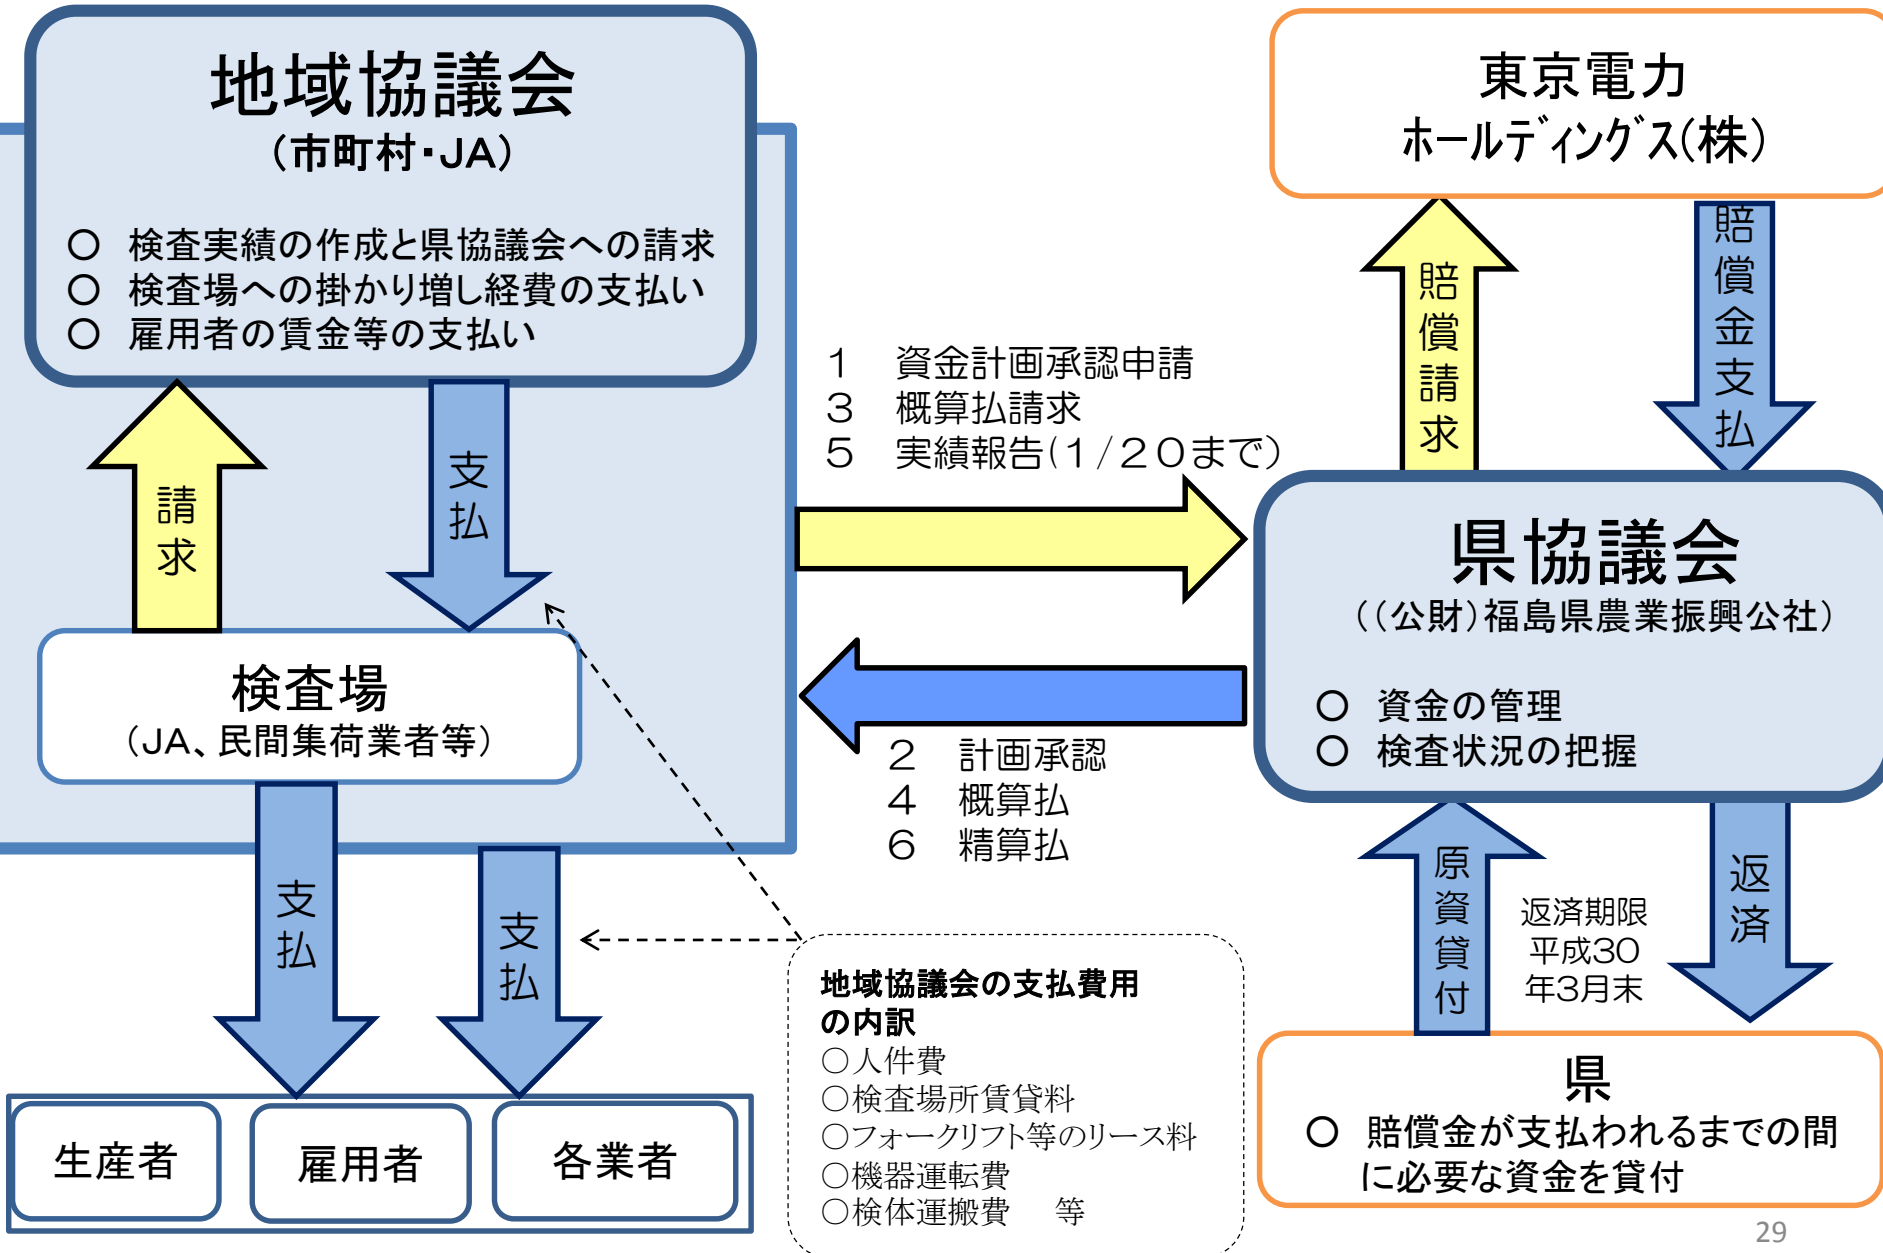 地域協議会
（市町村・JA）
○ 検査実績の作成と県協議会への請求
○ 検査場への掛かり増し経費の支払い
○ 雇用者の賃金等の支払い
請求
支払
検査場
（JA、民間集荷業者等）
支払
支払
生産者
雇用者
各業者
1 資金計画承認申請
3 概算払請求
5 実績報告（1/20まで）
2 計画承認
4 概算払
6 精算払
地域協議会の支払費用
の内訳
○人件費
○検査場所賃貸料
○フォークリフト等のリース料
○機器運転費
○検体運搬費 等
東京電力
ホールディングス(株)
賠償請求
賠償金支払
県協議会
（（公財）福島県農業振興公社）
○ 資金の管理
○ 検査状況の把握
原資貸付
返済期限
平成30
年3月末
返済
県
○ 賠償金が支払われるまでの間
に必要な資金を貸付
29